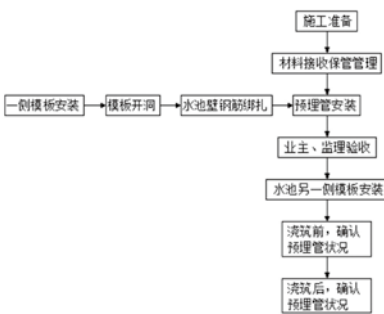 施工准备
材料接收保管管理
一侧模板安装
模板开洞
水池壁钢筋绑扎
预埋管安装
业主、监理验收
水池另一侧模板安装
浇筑前，确认
预埋管状况
浇筑后，确认
预埋管状况